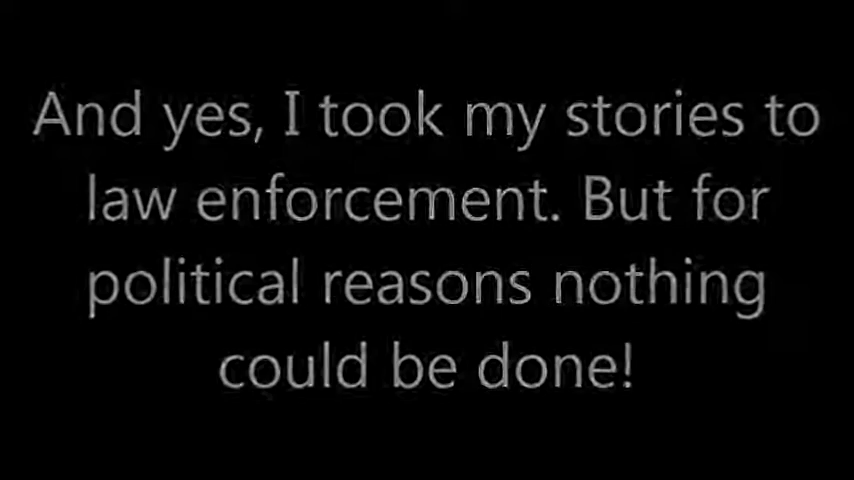 And yes, I took my stories to
law enforcement. But for
political reasons nothing
could be done!